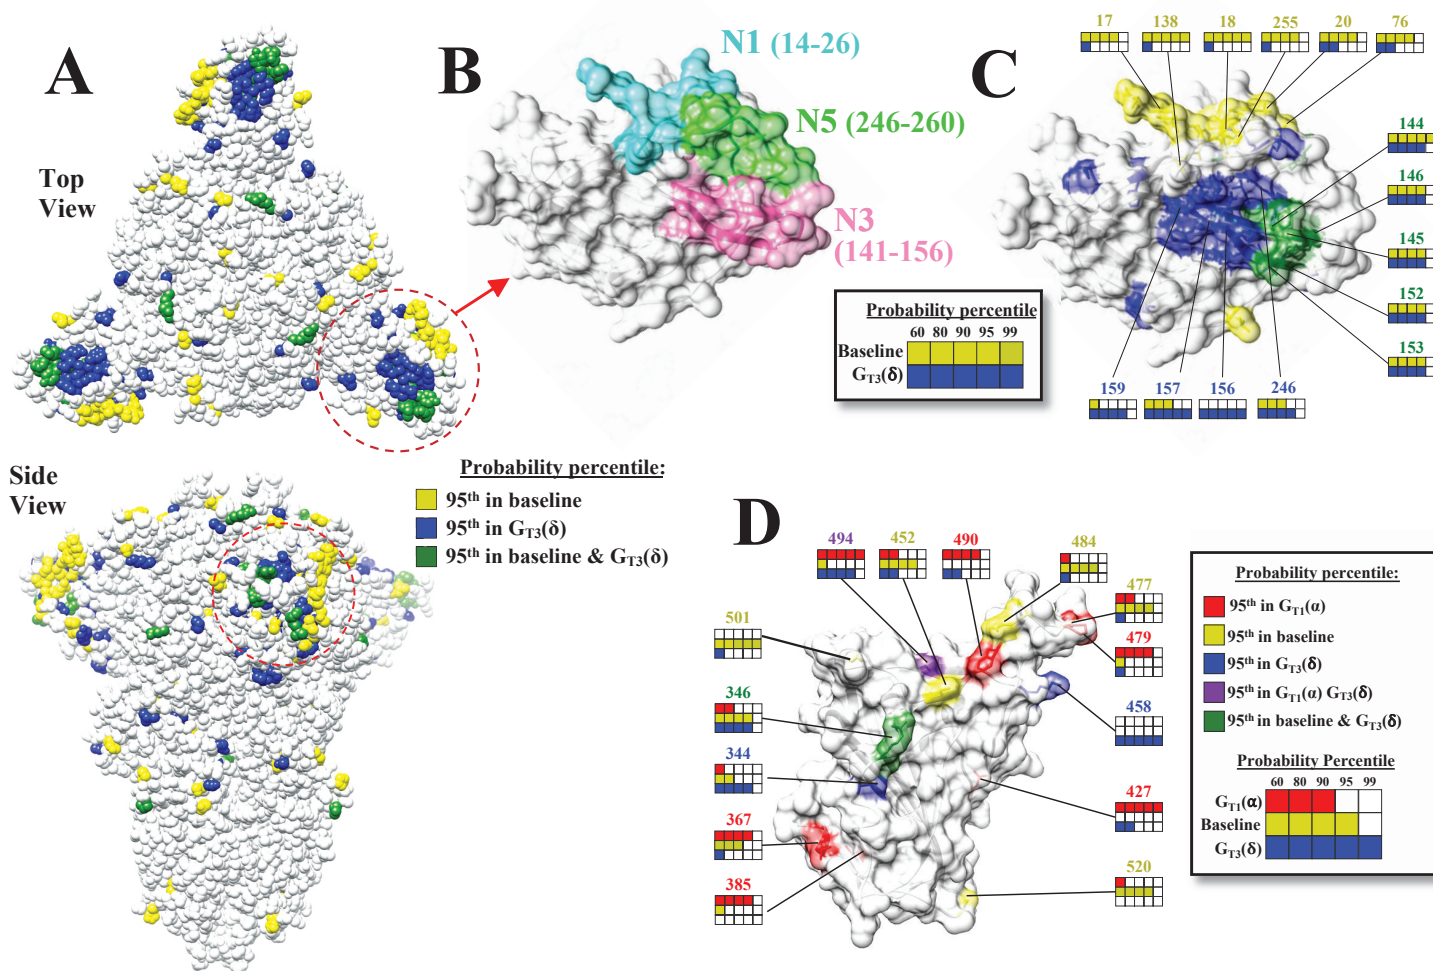 A
Top
View
Side
View
Probability percentile:
95th in baseline
95th in GT3(δ)
95th in baseline & GT3(δ)
B
N1 (14-26)
N5 (246-260)
N3
(141-156)
Probability percentile
60 80 90 95 99
Baseline
GT3(δ)
C
17 138 18 255 20 76
144
146
145
152
153
159 157 156 246
D
494 452 490 484
477
501
479
346
458
344
427
367
385
520
Probability percentile:
95th in GT1(α)
95th in baseline
95th in GT3(δ)
95th in GT1(α) GT3(δ)
95th in baseline & GT3(δ)
Probability Percentile
60 80 90 95 99
GT1(α)
Baseline
GT3(δ)